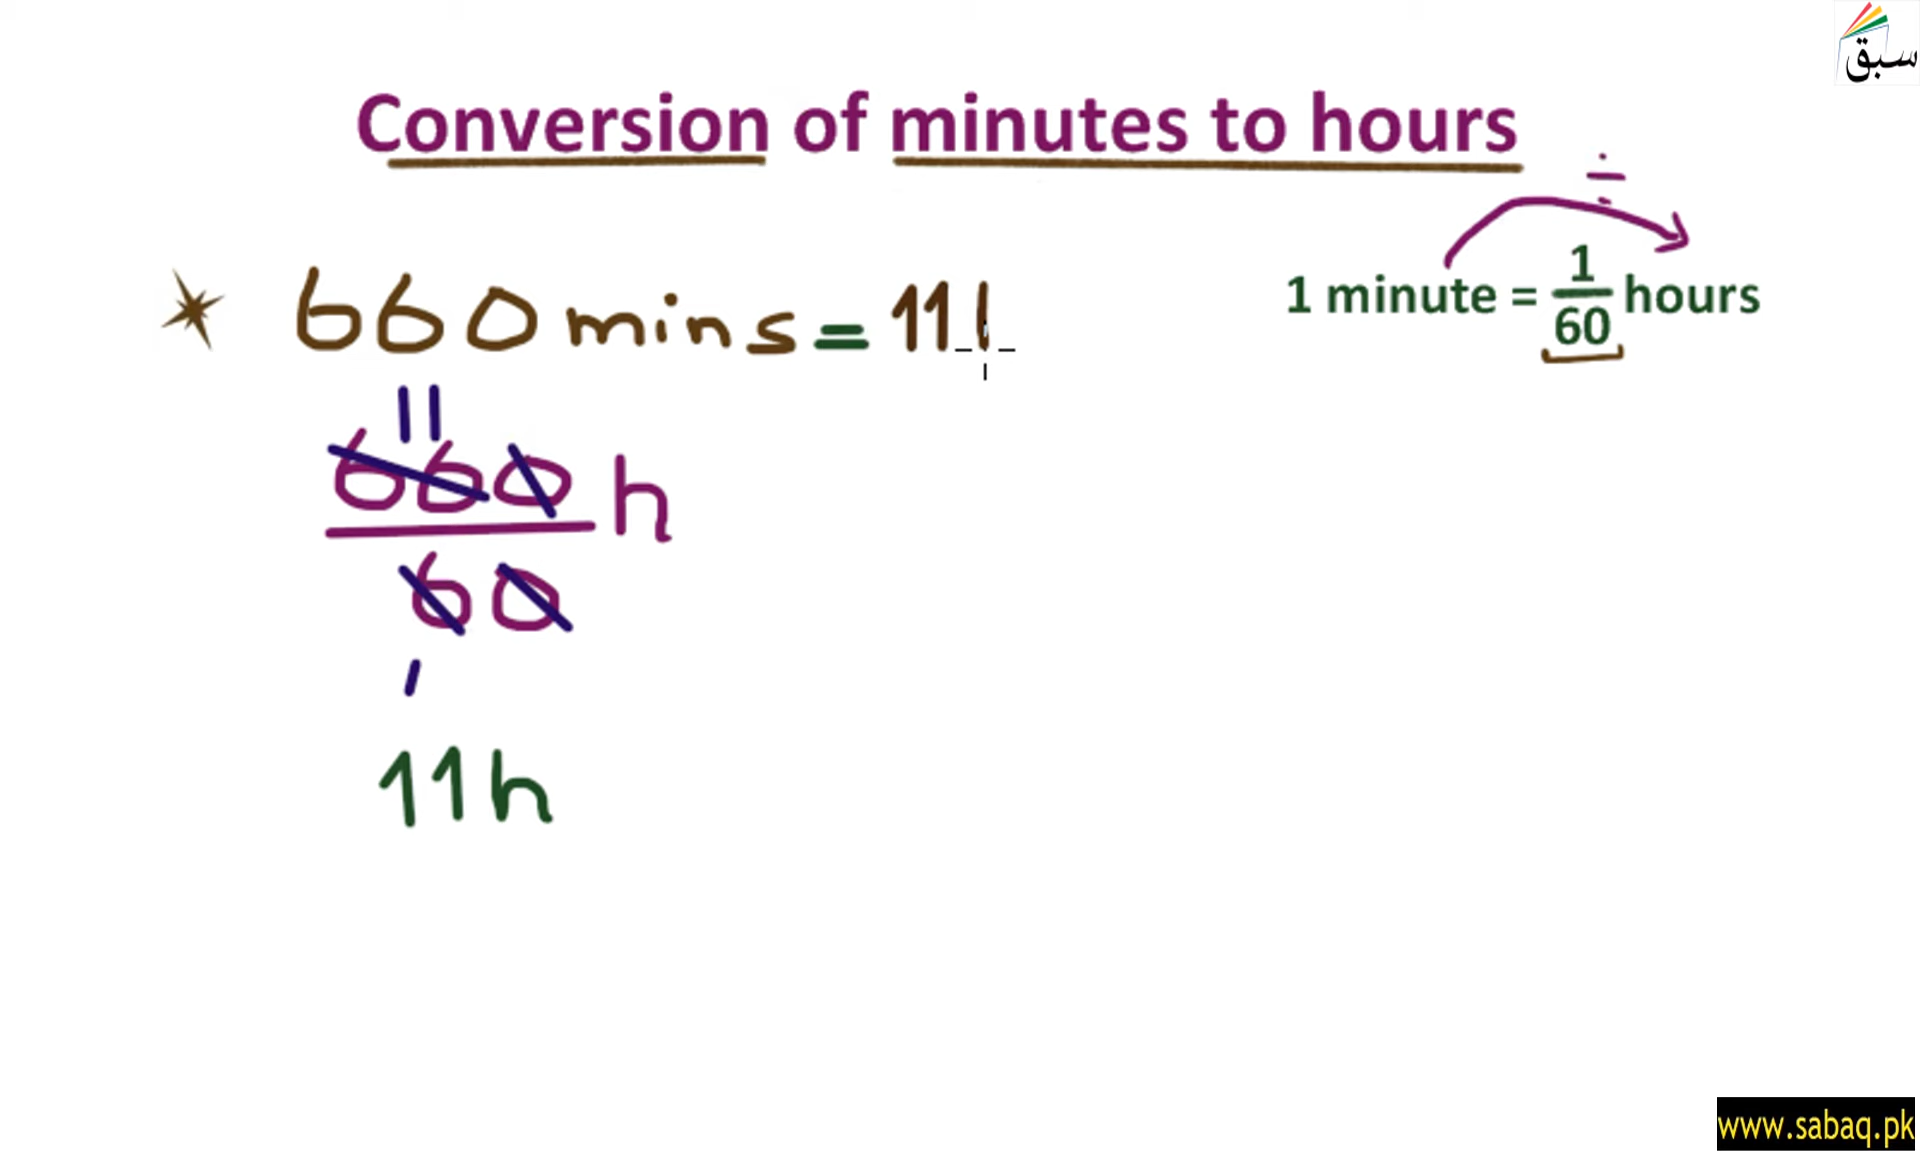 سبق
Conversion of minutes to hours
÷
660 mins = 11
1 minute = 1/60 hours
11
660 h
60
1
11h
www.sabaq.pk